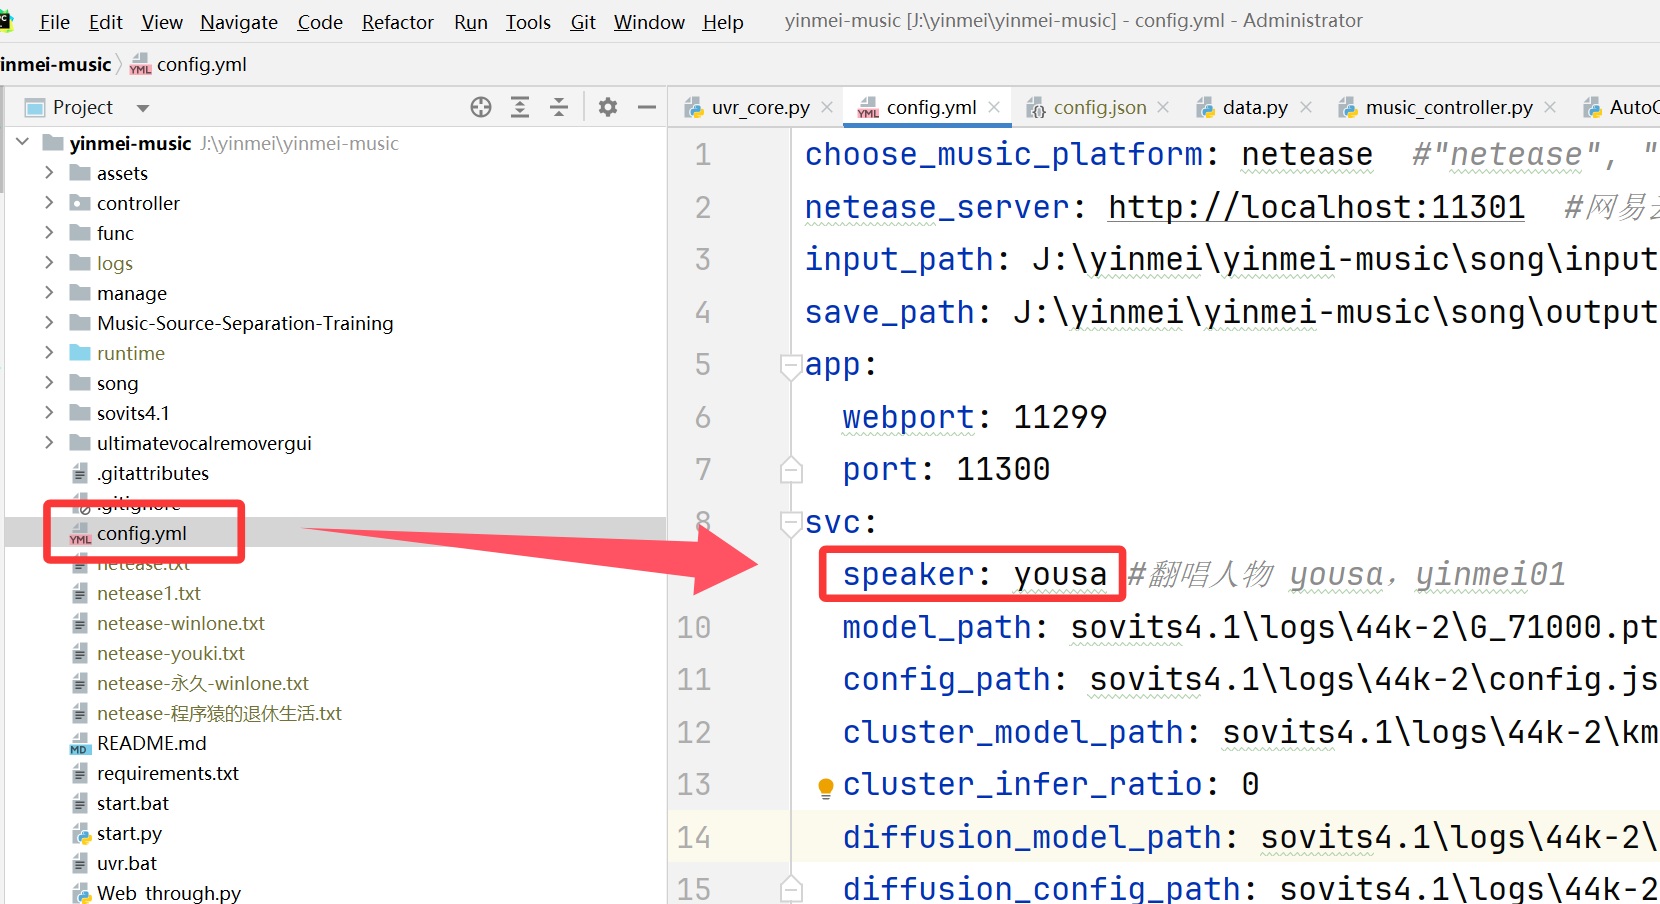 File Edit View Navigate Code Refactor Run Tools Git Window Help yinmei-music [J:\yinmei\yinmei-music] - config.yml - Administrator
inmei-music config.yml
Project
uvr_core.py config.yml config.json data.py music_controller.py AutoC
yinmei-music J:\yinmei\yinmei-music
assets
controller
func
logs
manage
Music-Source-Separation-Training
runtime
song
sovits4.1
ultimatevocalremovergui
.gitattributes
.gitignore
config.yml
netease.txt
netease1.txt
netease-winlone.txt
netease-youki.txt
netease-永久-winlone.txt
netease-程序猿的退休生活.txt
README.md
requirements.txt
start.bat
start.py
uvr.bat
Web_through.py
1 choose_music_platform: netease #"netease", "
2 netease_server: http://localhost:11301 #网易
3 input_path: J:\yinmei\yinmei-music\song\input
4 save_path: J:\yinmei\yinmei-music\song\output
5 app:
6 webport: 11299
7 port: 11300
8 svc:
speaker: yousa #翻唱人物 yousa，yinmei01
10 model_path: sovits4.1\logs\44k-2\G_71000.pt
11 config_path: sovits4.1\logs\44k-2\config.js
12 cluster_model_path: sovits4.1\logs\44k-2\km
13 cluster_infer_ratio: 0
14 diffusion_model_path: sovits4.1\logs\44k-2\
15 diffusion_config_path: sovits4.1\logs\44k-2